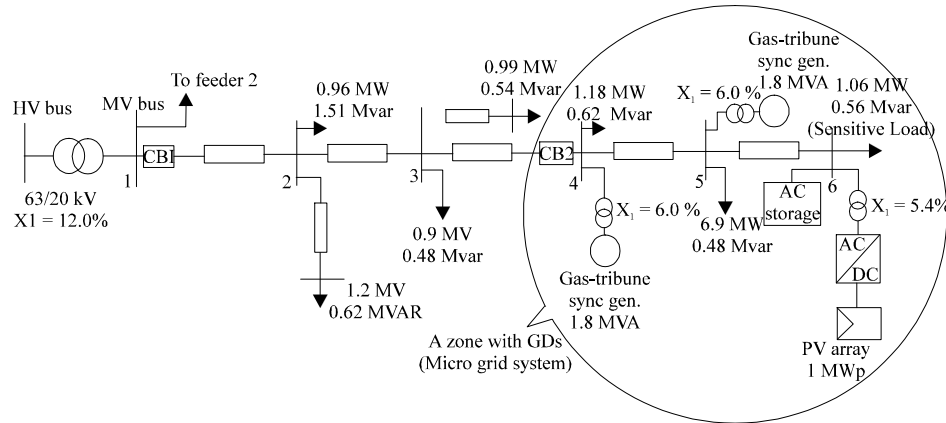 HV bus
63/20 kV
X1 = 12.0%
MV bus
1
To feeder 2
CB1
0.96 MW
1.51 Mvar
2
1.2 MV
0.62 MVAR
3
0.9 MV
0.48 Mvar
0.99 MW
0.54 Mvar
CB2
1.18 MW
0.62 Mvar
4
X₁ = 6.0 %
Gas-tribune
sync gen.
1.8 MVA
A zone with GDs
(Micro grid system)
Gas-tribune
sync gen.
1.8 MVA
X₁ = 6.0 %
5
6.9 MW
0.48 Mvar
1.06 MW
0.56 Mvar
(Sensitive Load)
6
AC
storage
X₁ = 5.4%
AC
DC
PV array
1 MWp